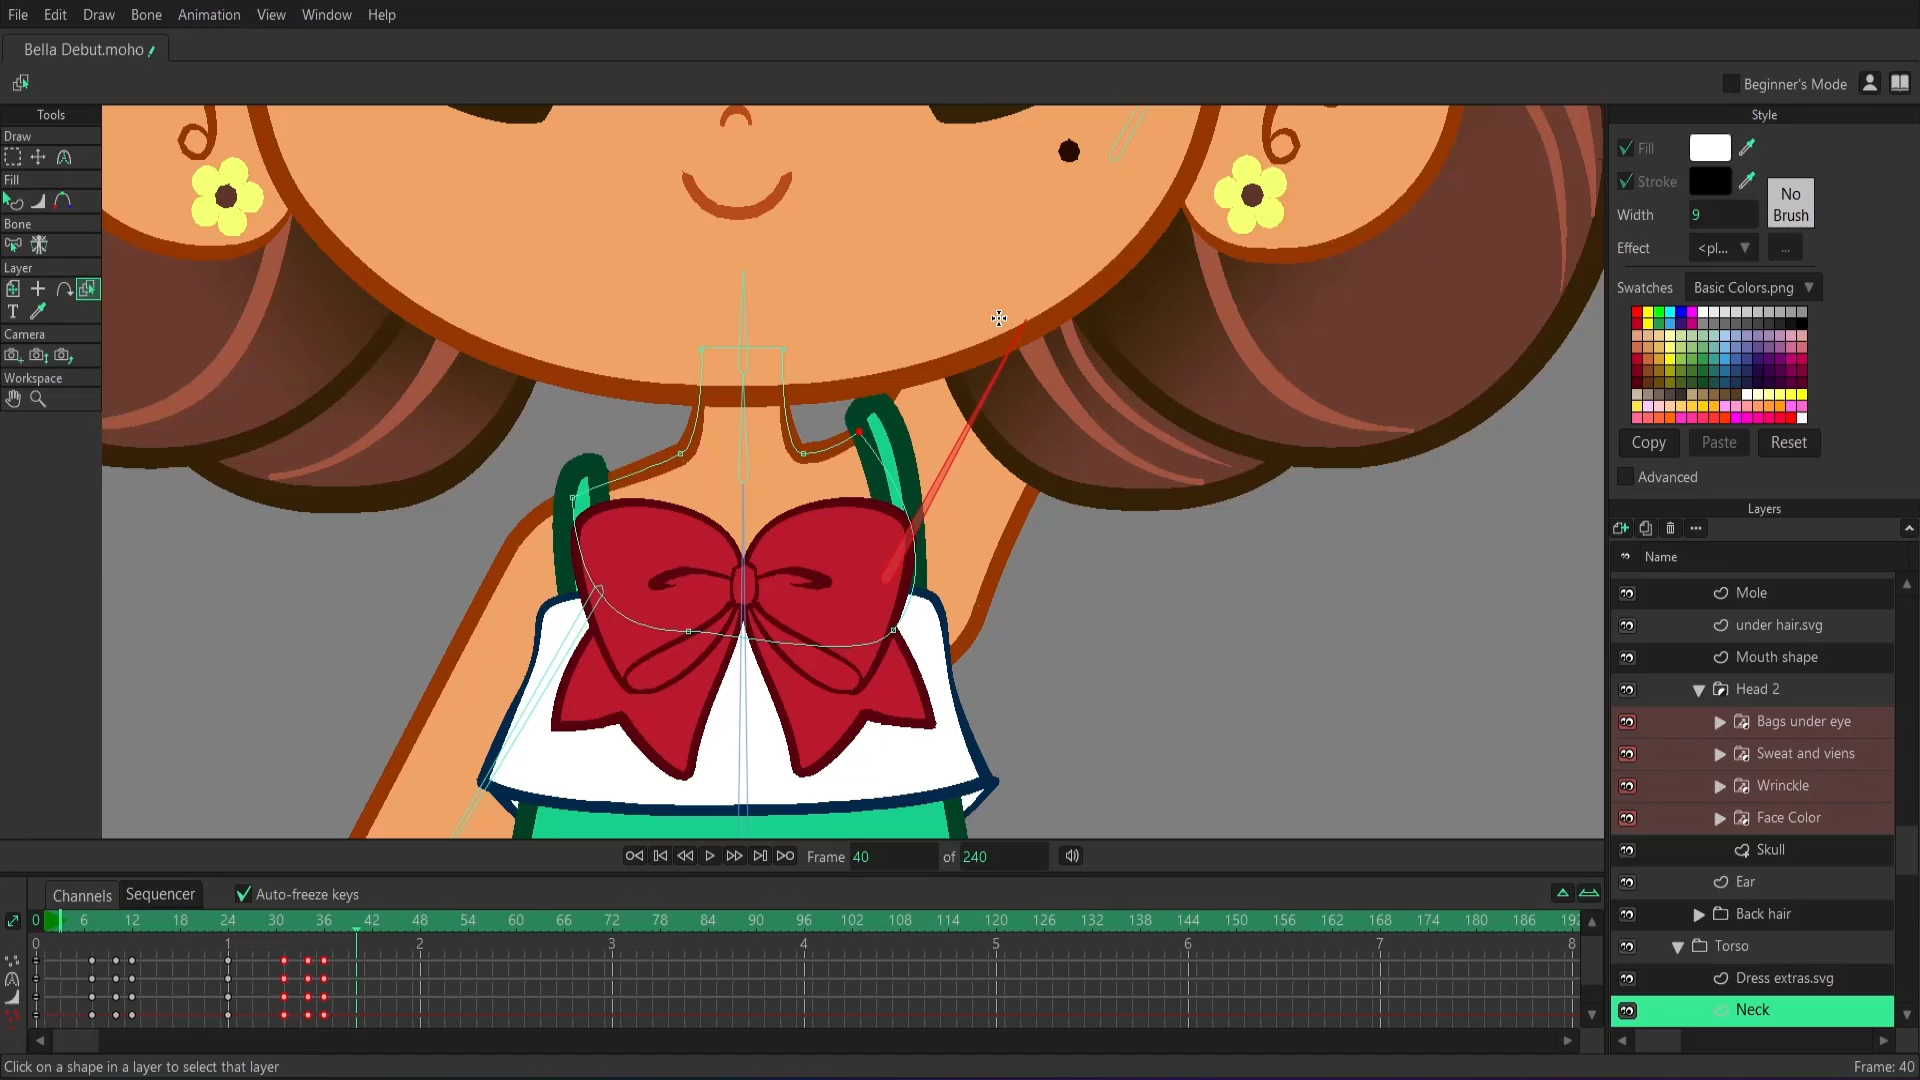 File Edit Draw Bone Animation View Window Help
Bella Debut.moho
Beginner's Mode
Tools
Draw
Fill
Bone
Layer
T
Camera
Workspace
Style
Fill
Stroke
No
Brush
Width 9
Effect <pl... ...
Swatches Basic Colors.png
Copy Paste Reset
Advanced
Layers
Name
Mole
under hair.svg
Mouth shape
Head 2
Bags under eye
Sweat and viens
Wrinckle
Face Color
Skull
Ear
Back hair
Torso
Dress extras.svg
Neck
Frame 40 of 240
Channels Sequencer Auto-freeze keys
0 6 12 18 24 30 36 42 48 54 60 66 72 78 84 90 96 102 108 114 120 126 132 138 144 150 156 162 168 174 180 186 192
0 1 2 3 4 5 6 7 8
Click on a shape in a layer to select that layer
Frame: 40